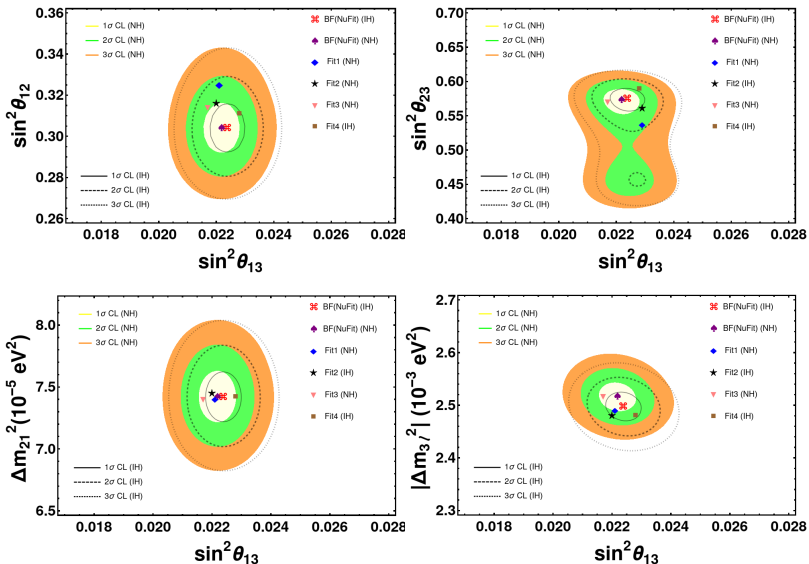 0.36
0.34
0.32
0.30
0.28
0.26
sin²θ₁₂
1σ CL (NH)
2σ CL (NH)
3σ CL (NH)
BF(NuFit) (IH)
BF(NuFit) (NH)
Fit1 (NH)
Fit2 (IH)
Fit3 (NH)
Fit4 (IH)
1σ CL (IH)
2σ CL (IH)
3σ CL (IH)
0.018 0.020 0.022 0.024 0.026 0.028
sin²θ₁₃
0.70
0.65
0.60
0.55
0.50
0.45
0.40
sin²θ₂₃
1σ CL (NH)
2σ CL (NH)
3σ CL (NH)
BF(NuFit) (IH)
BF(NuFit) (NH)
Fit1 (NH)
Fit2 (IH)
Fit3 (NH)
Fit4 (IH)
1σ CL (IH)
2σ CL (IH)
3σ CL (IH)
0.018 0.020 0.022 0.024 0.026 0.028
sin²θ₁₃
8.0
7.5
7.0
6.5
Δm₂₁² (10⁻⁵ eV²)
1σ CL (NH)
2σ CL (NH)
3σ CL (NH)
BF(NuFit) (IH)
BF(NuFit) (NH)
Fit1 (NH)
Fit2 (IH)
Fit3 (NH)
Fit4 (IH)
1σ CL (IH)
2σ CL (IH)
3σ CL (IH)
0.018 0.020 0.022 0.024 0.026 0.028
sin²θ₁₃
2.7
2.6
2.5
2.4
2.3
|Δm₃ₗ²| (10⁻³ eV²)
1σ CL (NH)
2σ CL (NH)
3σ CL (NH)
BF(NuFit) (IH)
BF(NuFit) (NH)
Fit1 (NH)
Fit2 (IH)
Fit3 (NH)
Fit4 (IH)
1σ CL (IH)
2σ CL (IH)
3σ CL (IH)
0.018 0.020 0.022 0.024 0.026 0.028
sin²θ₁₃